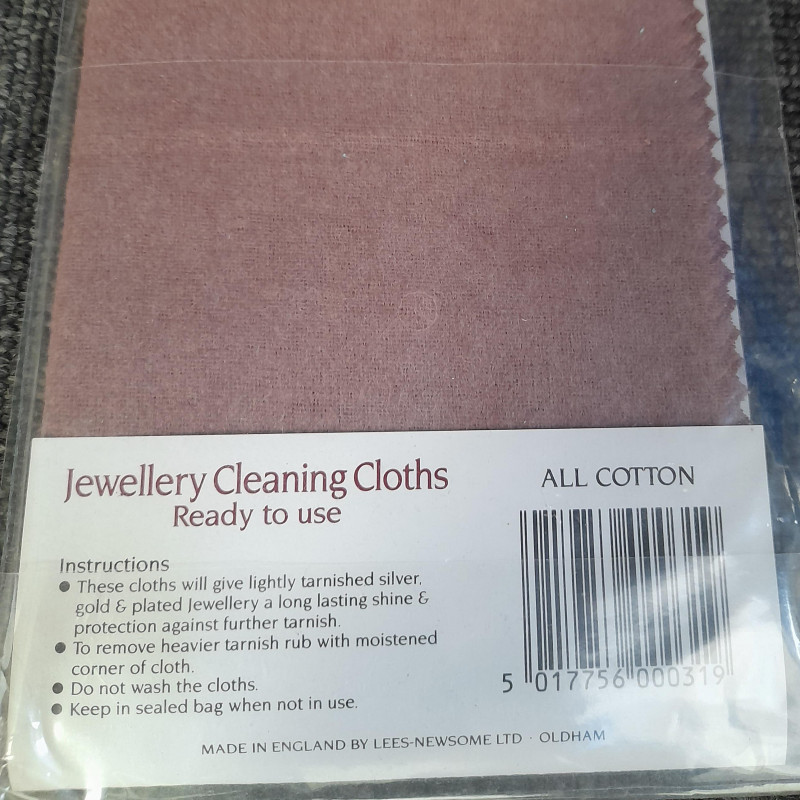 Jewellery Cleaning Cloths
Ready to use
ALL COTTON
Instructions
● These cloths will give lightly tarnished silver,
gold & plated Jewellery a long lasting shine &
protection against further tarnish.
● To remove heavier tarnish rub with moistened
corner of cloth.
● Do not wash the cloths.
● Keep in sealed bag when not in use.
5 017756 000319
MADE IN ENGLAND BY LEES-NEWSOME LTD · OLDHAM